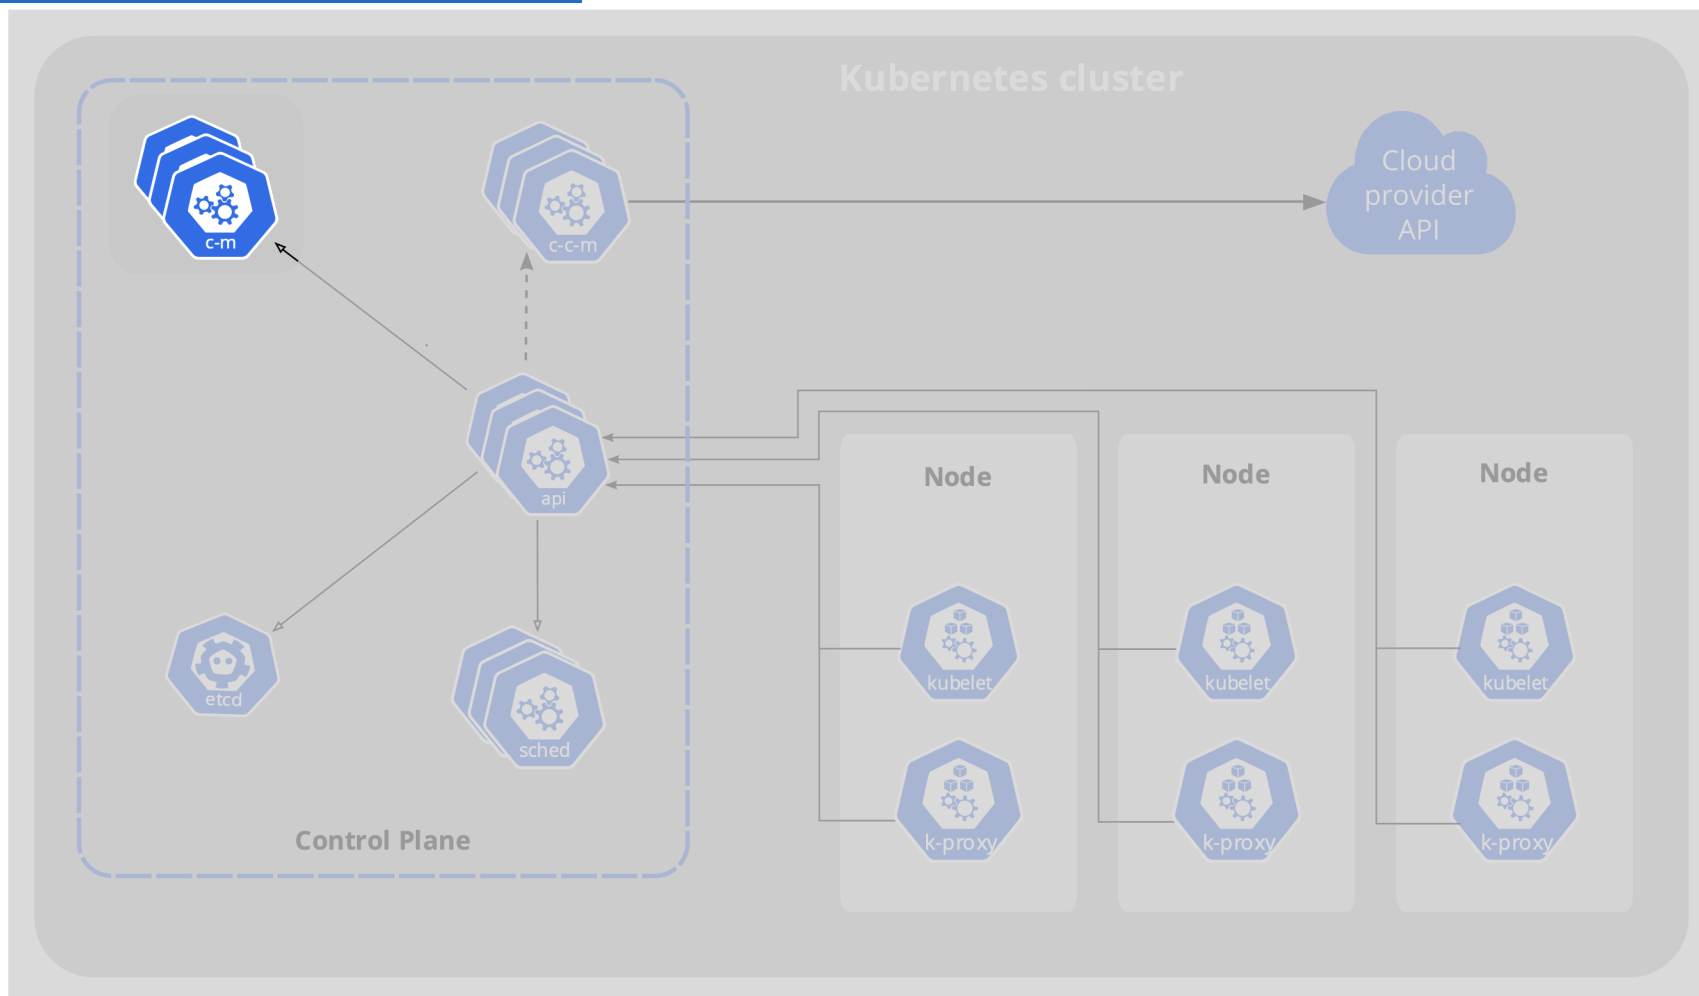 Kubernetes cluster
c-m
c-c-m
Cloud
provider
API
api
etcd
sched
Control Plane
Node
kubelet
k-proxy
Node
kubelet
k-proxy
Node
kubelet
k-proxy